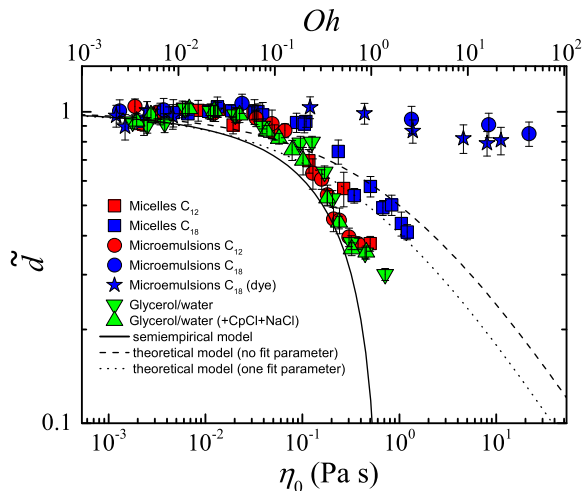 Oh
10⁻³ 10⁻² 10⁻¹ 10⁰ 10¹ 10²
1
Micelles C₁₂
Micelles C₁₈
Microemulsions C₁₂
Microemulsions C₁₈
Microemulsions C₁₈ (dye)
Glycerol/water
Glycerol/water (+CpCl+NaCl)
semiempirical model
theoretical model (no fit parameter)
theoretical model (one fit parameter)
d̃
0.1
10⁻³ 10⁻² 10⁻¹ 10⁰ 10¹
η₀ (Pa s)